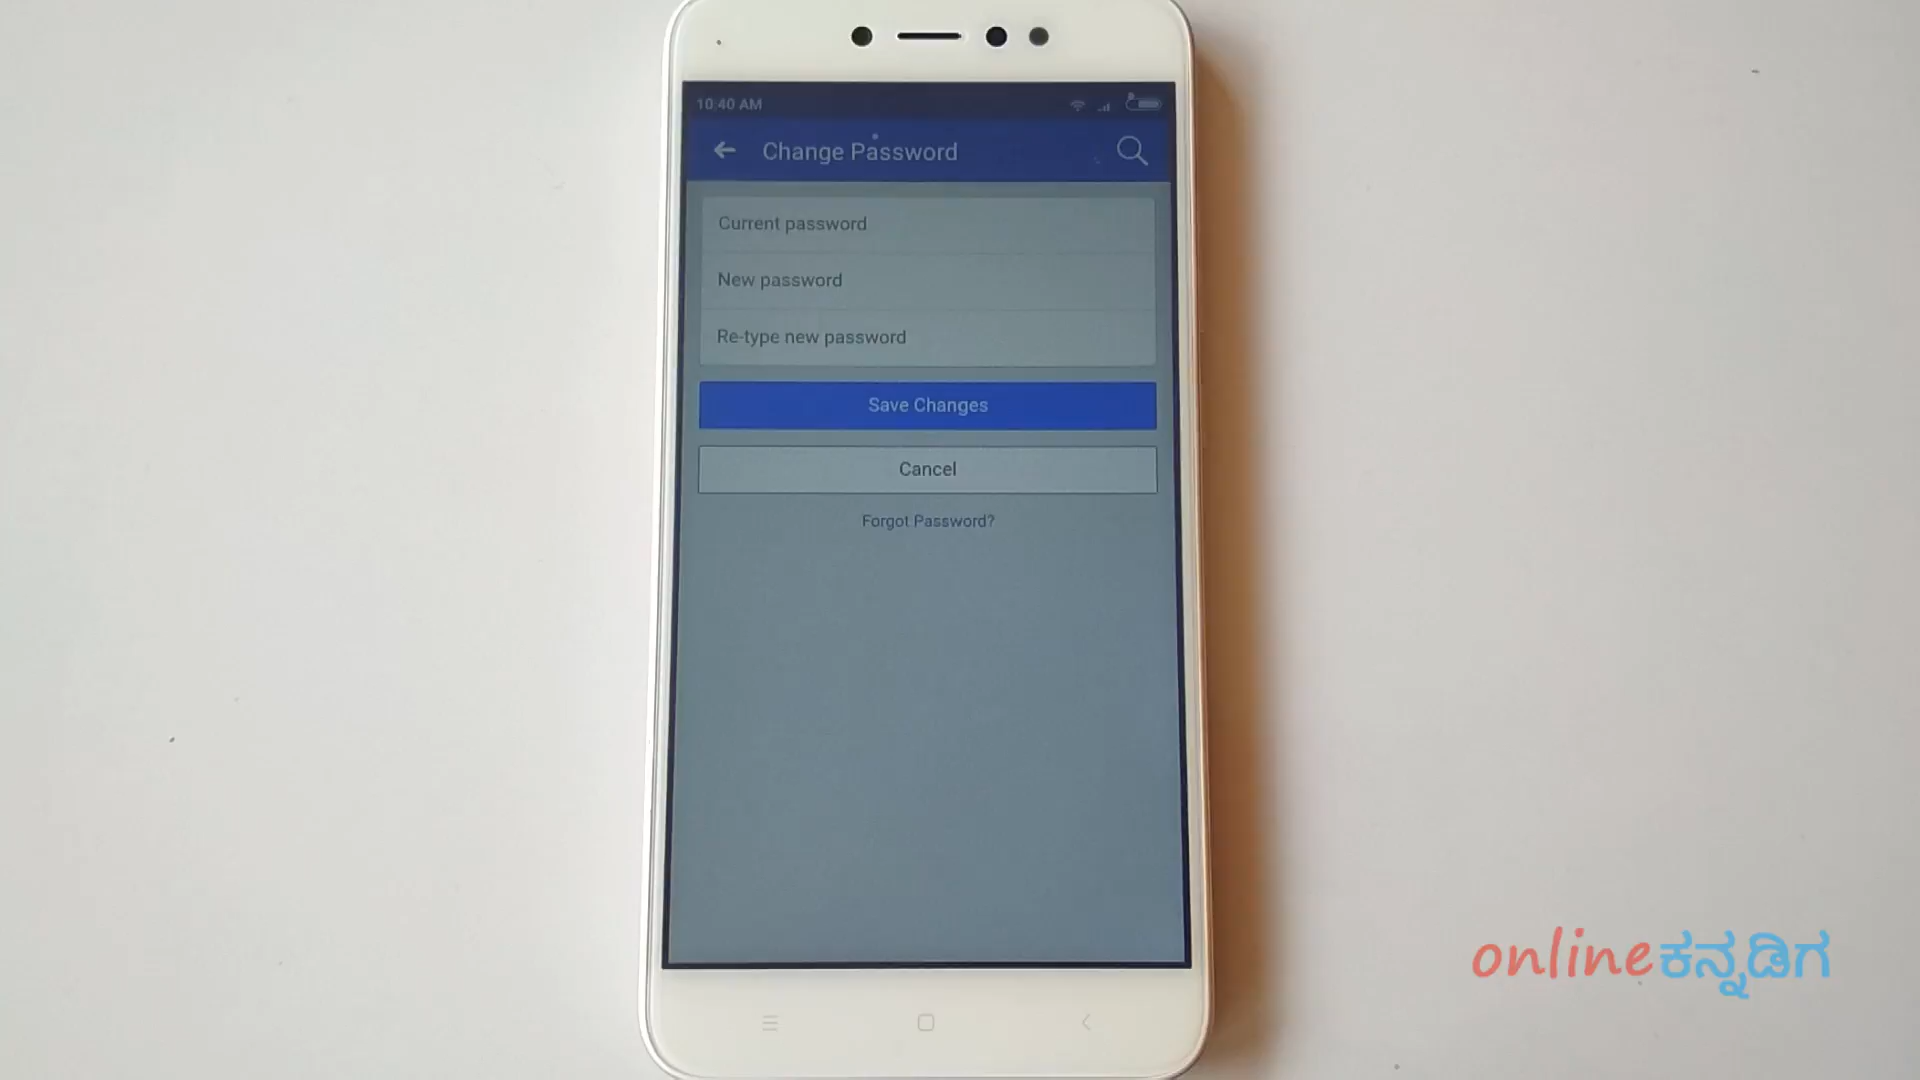 10:40 AM
Change Password
Current password
New password
Re-type new password
Save Changes
Cancel
Forgot Password?
onlineಕನ್ನಡಿಗ